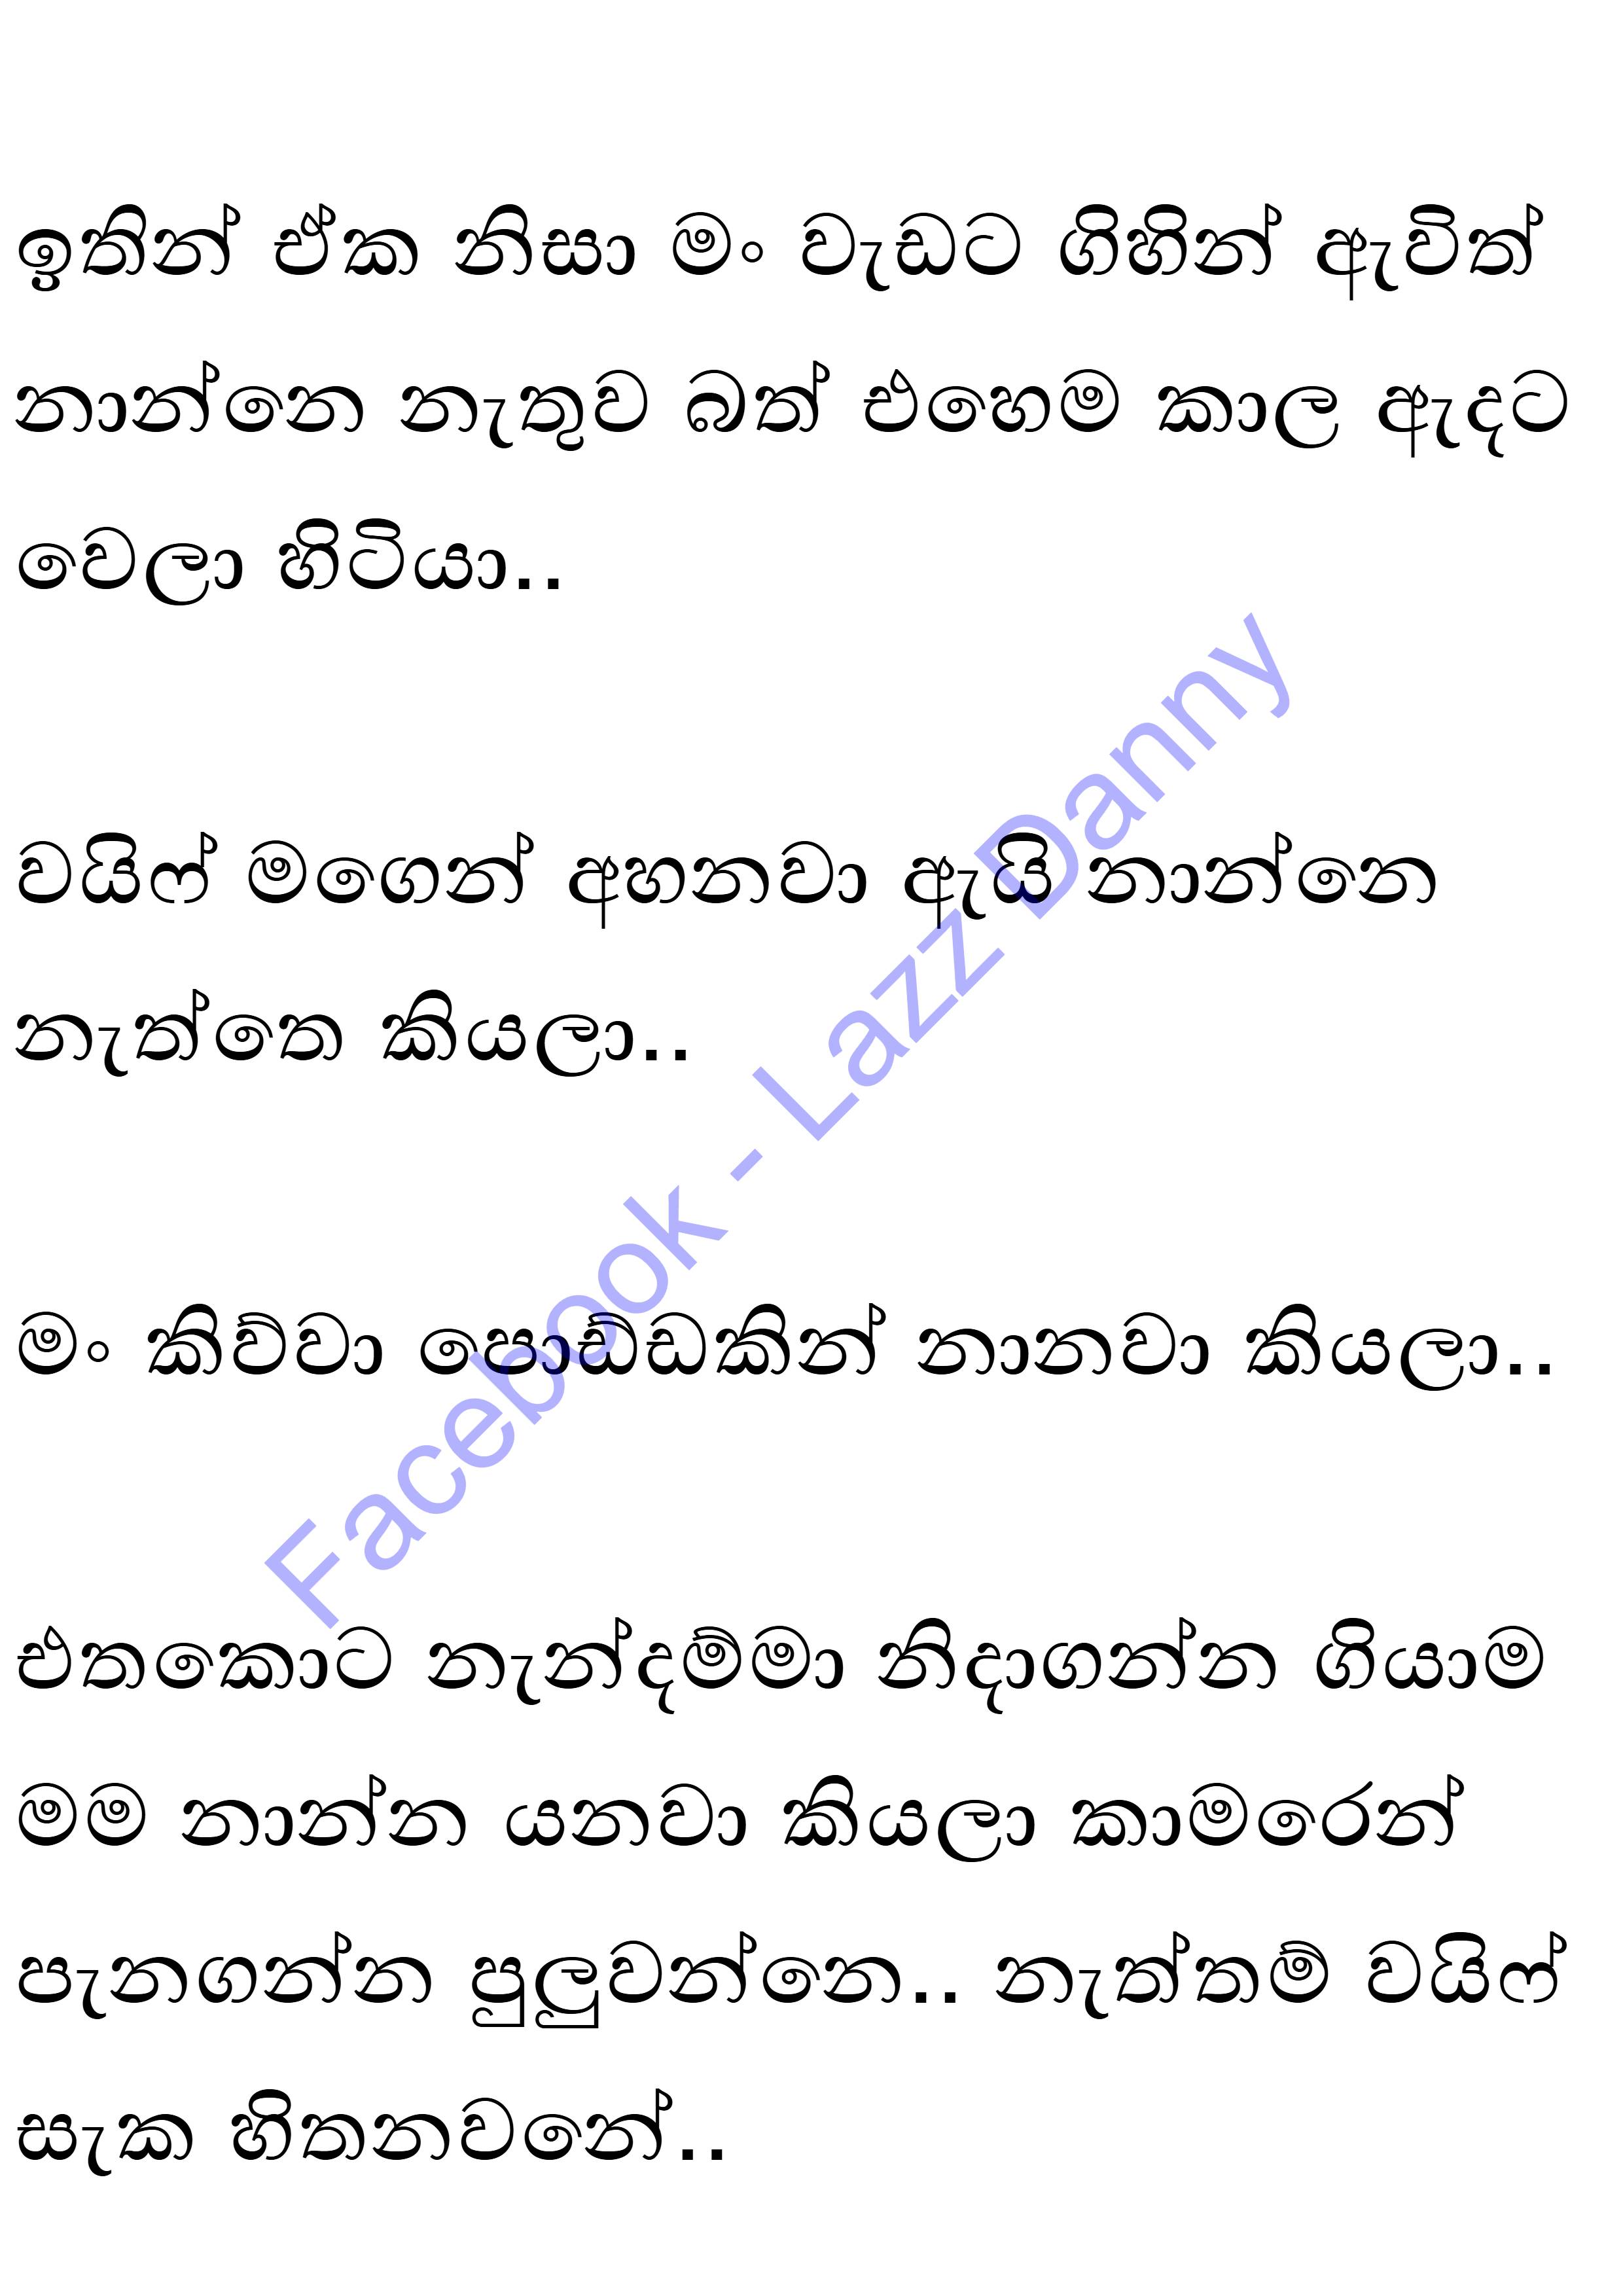 ඉතින් ඒක නිසා මං වැඩට ගිහින් ඇවිත්
නාන්නෙ නැතුව බත් එහෙම කාල ඇඳට
වෙලා හිටියා..
වයිෆ් මගෙන් අහනවා ඇයි නාන්නෙ
නැත්තෙ කියලා..
මං කිව්වා පොඩ්ඩකින් නානවා කියලා..
එතකොට නැන්දම්මා නිදාගන්න ගියාම
මම නාන්න යනවා කියලා කාමරෙන්
පැනගන්න පුලුවන්නෙ.. නැත්තම් වයිෆ්
සැක හිතනවනේ..
Facebook - Lazz Danny